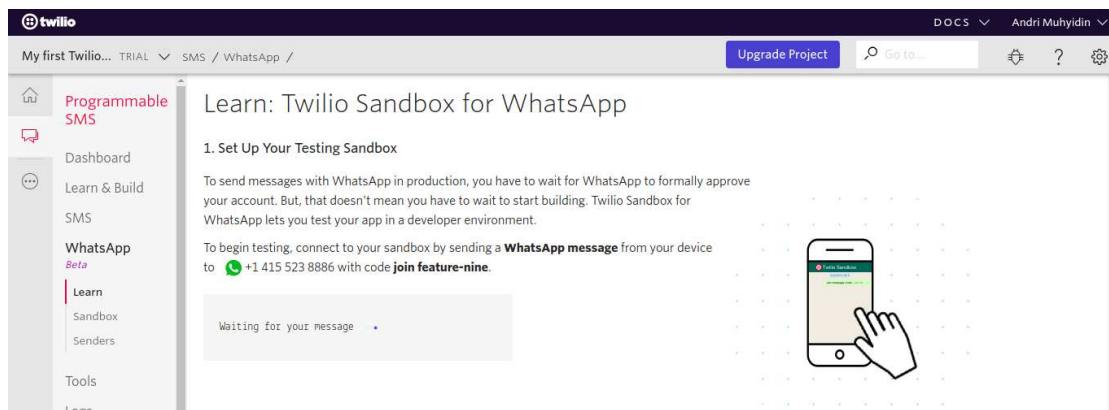 twilio
DOCS
Andri Muhyidin
My first Twilio... TRIAL
SMS / WhatsApp /
Upgrade Project
Go to...
Programmable
SMS
Dashboard
Learn & Build
SMS
WhatsApp
Beta
Learn
Sandbox
Senders
Tools
Logs
Learn: Twilio Sandbox for WhatsApp
1. Set Up Your Testing Sandbox
To send messages with WhatsApp in production, you have to wait for WhatsApp to formally approve
your account. But, that doesn't mean you have to wait to start building. Twilio Sandbox for
WhatsApp lets you test your app in a developer environment.
To begin testing, connect to your sandbox by sending a WhatsApp message from your device
to +1 415 523 8886 with code join feature-nine.
Waiting for your message
Twilio Sandbox